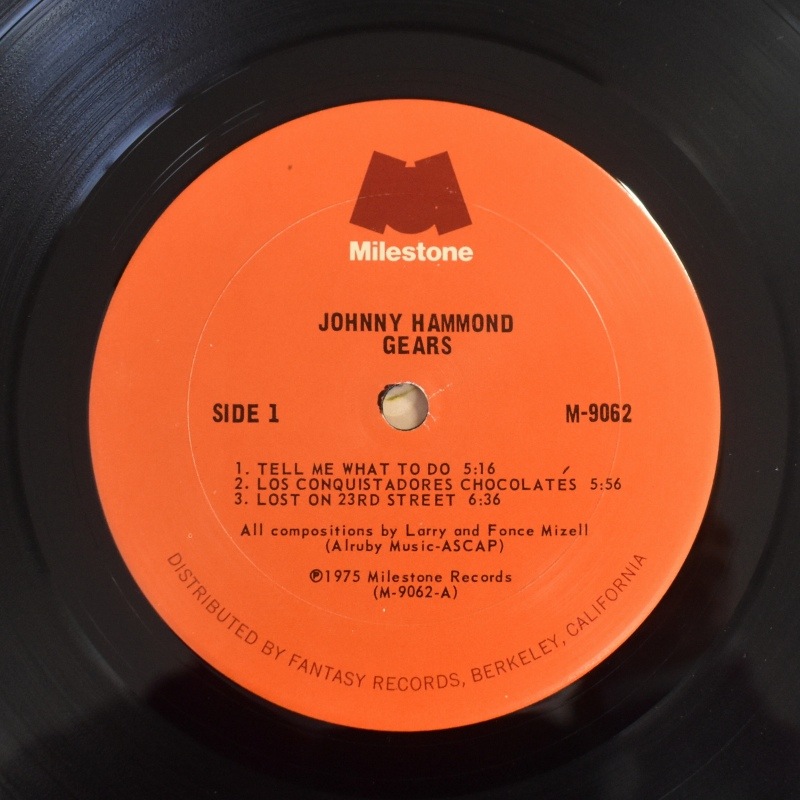 Milestone
JOHNNY HAMMOND
GEARS
SIDE 1
M-9062
1. TELL ME WHAT TO DO 5:16
2. LOS CONQUISTADORES CHOCOLATÉS 5:56
3. LOST ON 23RD STREET 6:36
All compositions by Larry and Fonce Mizell
(Alruby Music-ASCAP)
℗1975 Milestone Records
(M-9062-A)
DISTRIBUTED BY FANTASY RECORDS, BERKELEY, CALIFORNIA